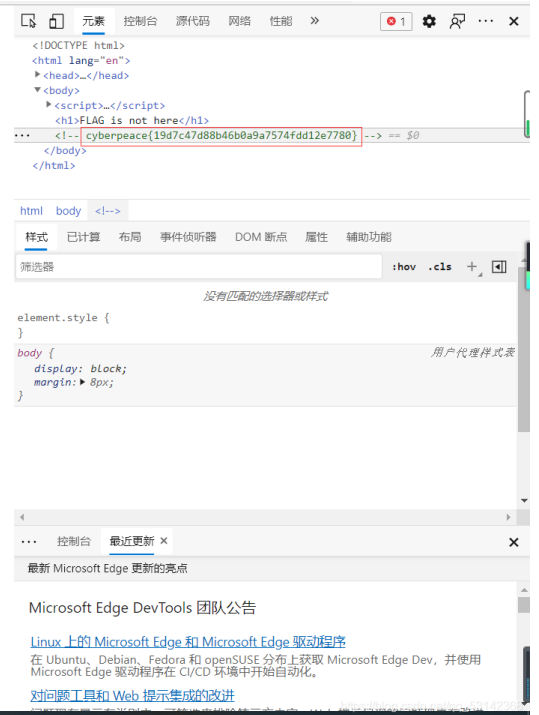 元素 控制台 源代码 网络 性能 » 1 ··· ×
<!DOCTYPE html>
<html lang="en">
<head>…</head>
<body>
<script>…</script>
<h1>FLAG is not here</h1>
··· <!-- cyberpeace{19d7c47d88b46b0a9a7574fdd12e7780} --> == $0
</body>
</html>
html body <!-->
样式 已计算 布局 事件侦听器 DOM 断点 属性 辅助功能
筛选器 :hov .cls +
没有匹配的选择器或样式
element.style {
}
body { 用户代理样式表
display: block;
margin: 8px;
}
··· 控制台 最近更新 × ×
最新 Microsoft Edge 更新的亮点
Microsoft Edge DevTools 团队公告
Linux 上的 Microsoft Edge 和 Microsoft Edge 驱动程序
在 Ubuntu、Debian、Fedora 和 openSUSE 分布上获取 Microsoft Edge Dev，并使用
Microsoft Edge 驱动程序在 CI/CD 环境中开始自动化。
对问题工具和 Web 提示集成的改进